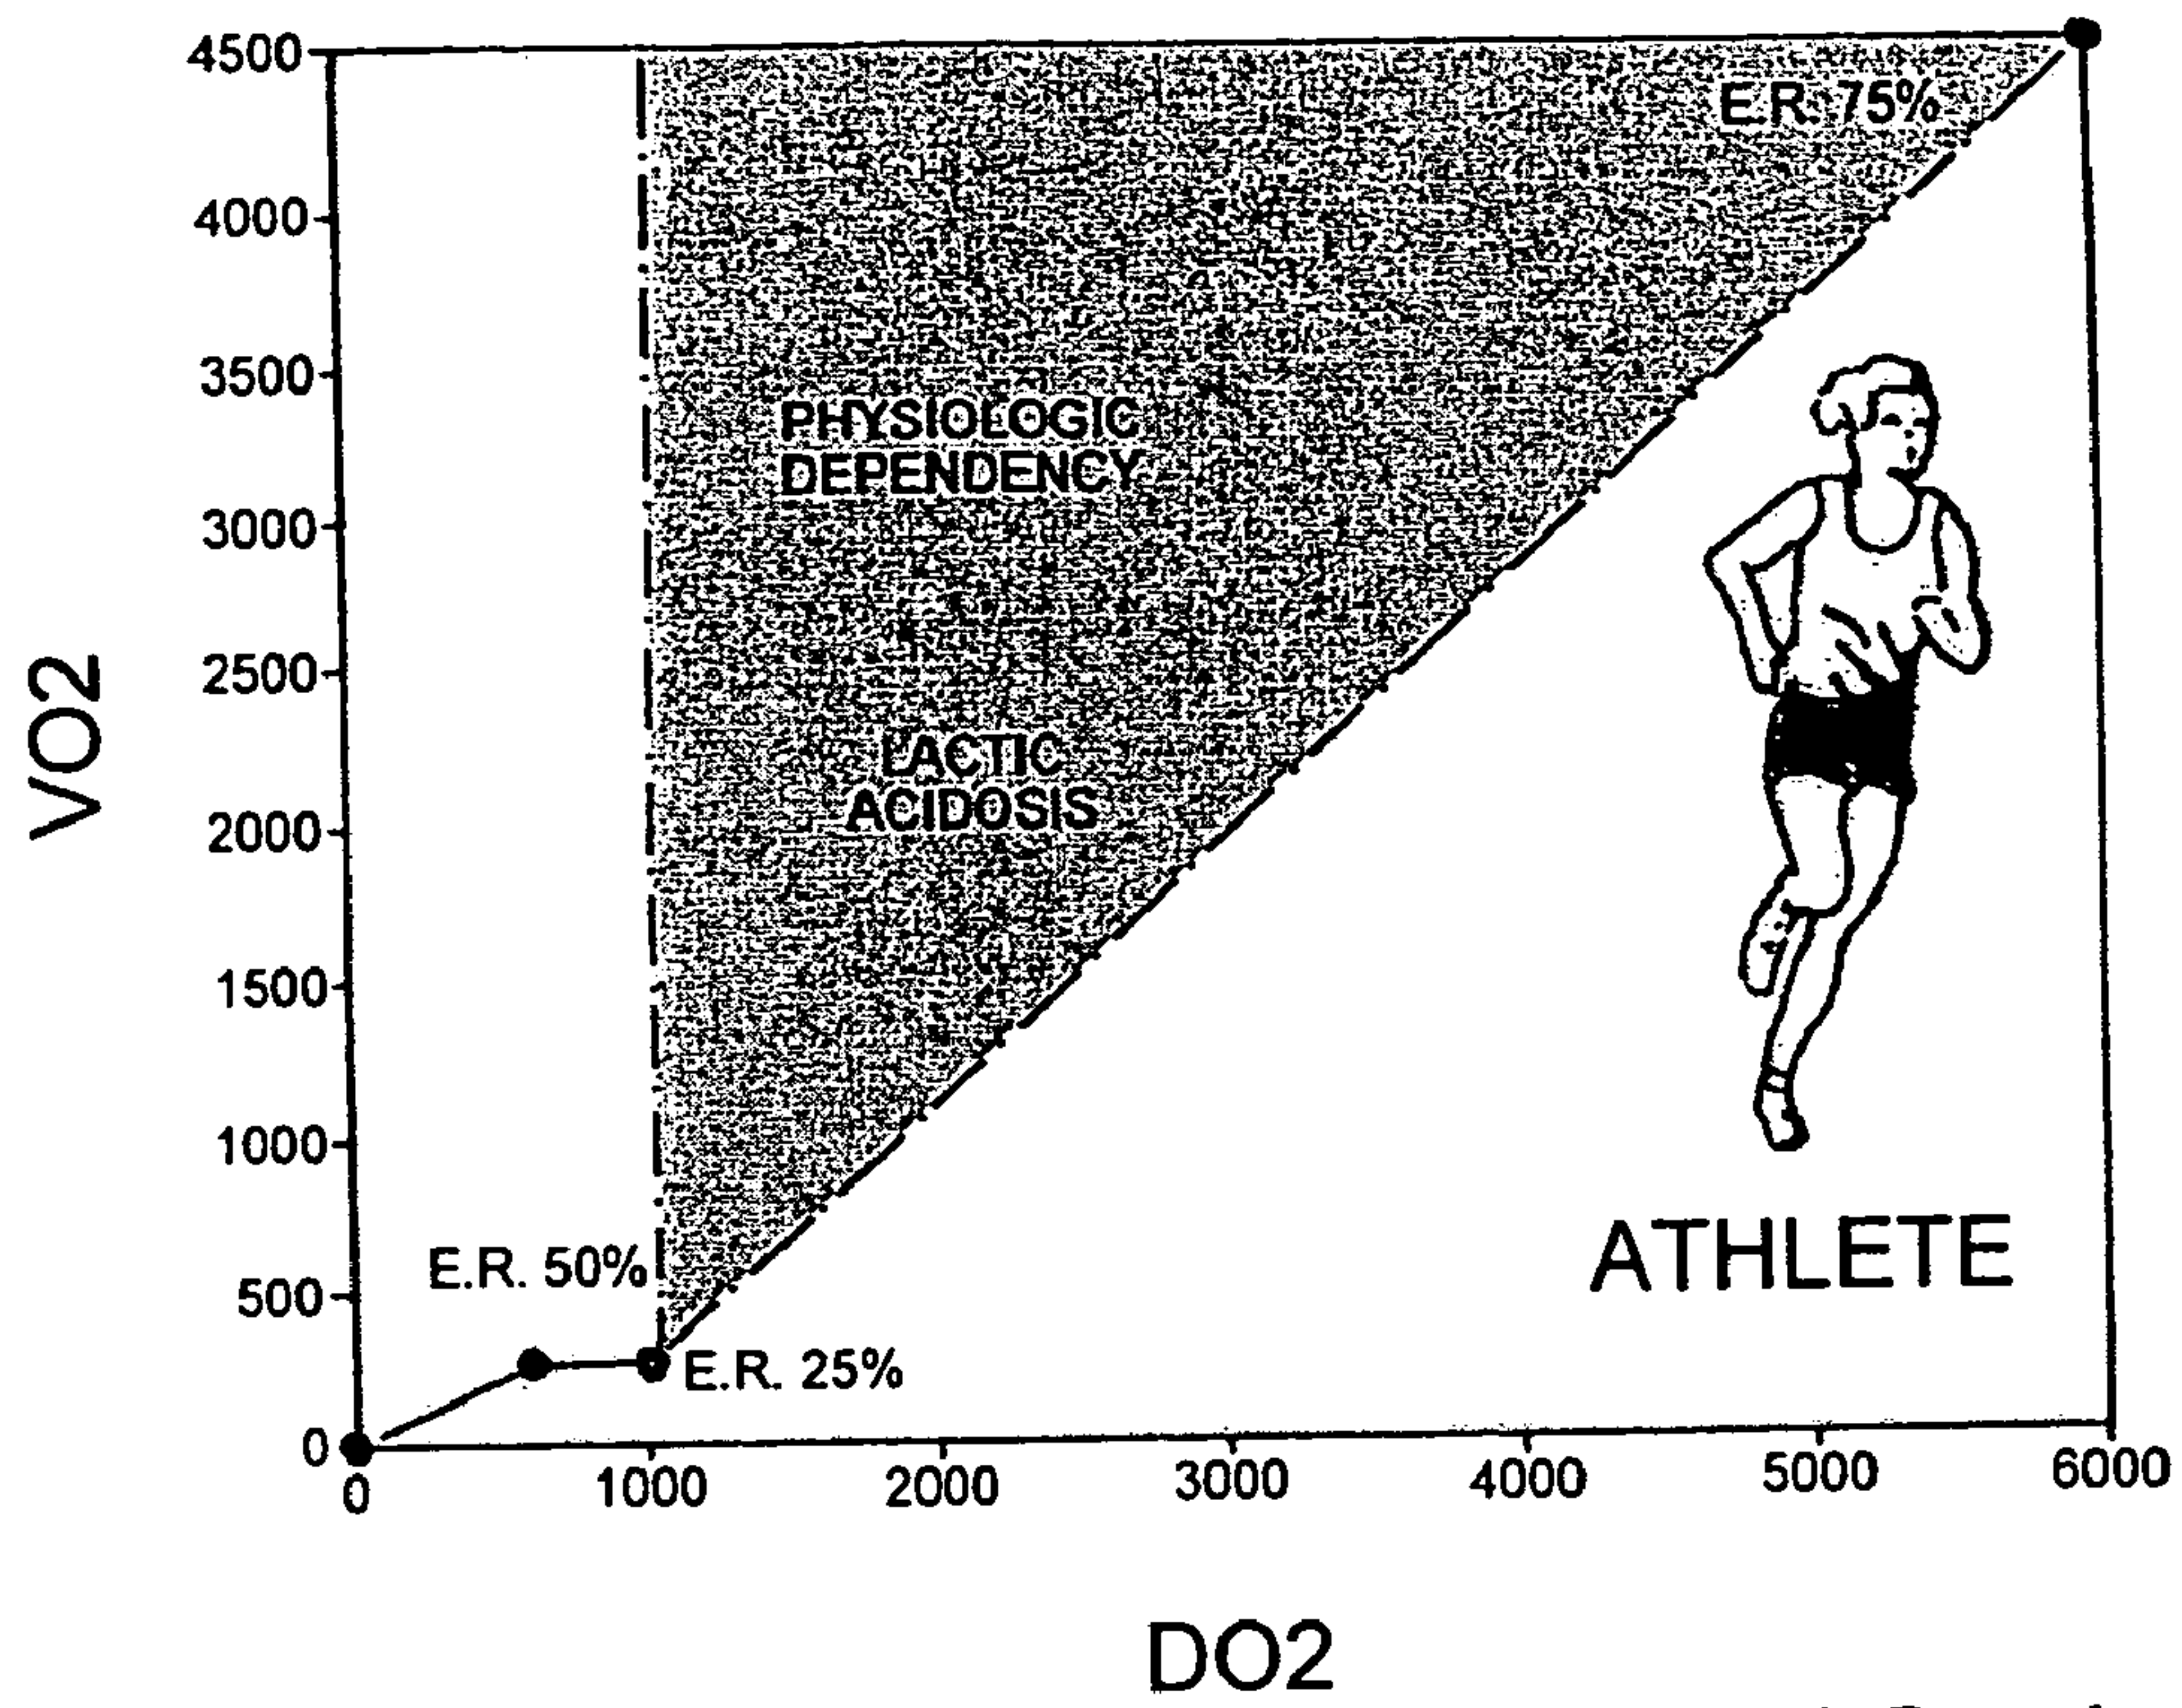 4500
E.R. 75%
4000
3500
PHYSIOLOGIC
DEPENDENCY
3000
2500
VO2
LACTIC
ACIDOSIS
2000
1500
1000
E.R. 50%
ATHLETE
500
E.R. 25%
0
0
1000
2000
3000
4000
5000
6000
DO2